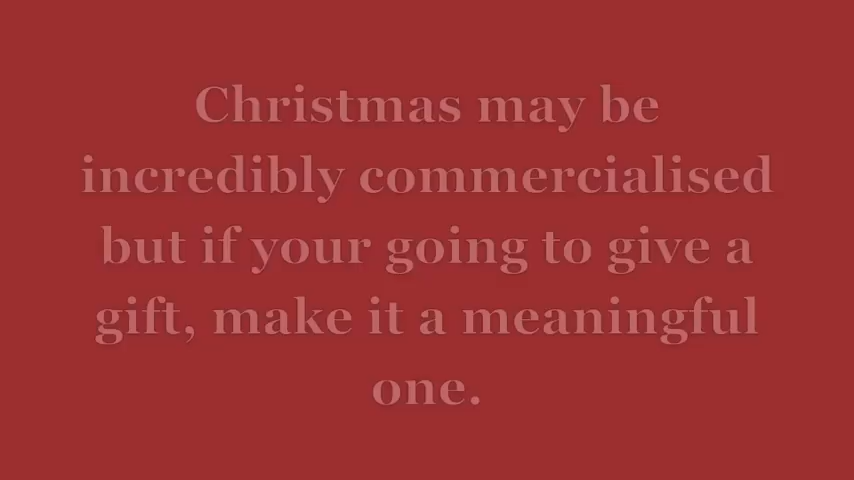 Christmas may be
incredibly commercialised
but if your going to give a
gift, make it a meaningful
one.